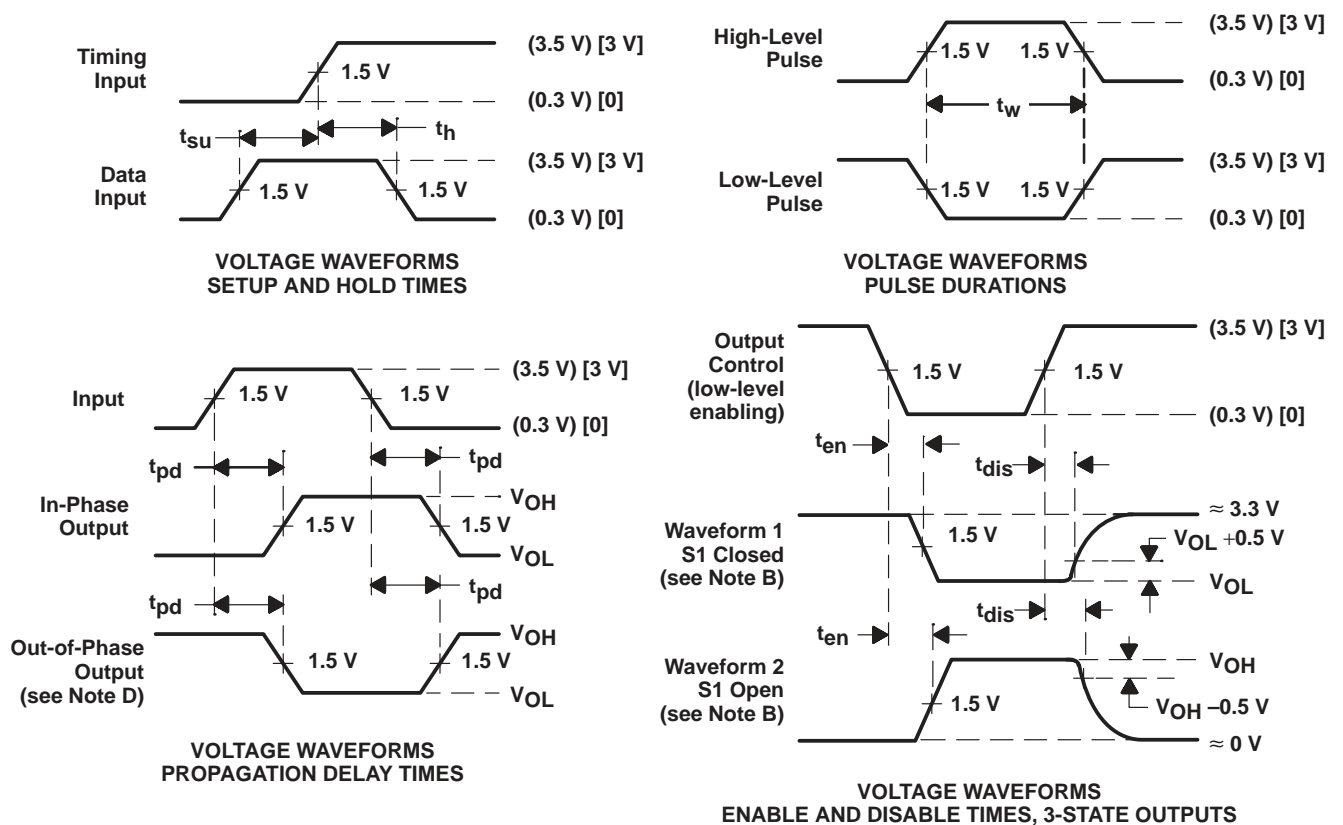 Timing
Input
(3.5 V) [3 V]
1.5 V
(0.3 V) [0]
tsu
th
Data
Input
(3.5 V) [3 V]
1.5 V
1.5 V
(0.3 V) [0]
VOLTAGE WAVEFORMS
SETUP AND HOLD TIMES
High-Level
Pulse
(3.5 V) [3 V]
1.5 V
1.5 V
(0.3 V) [0]
tw
Low-Level
Pulse
(3.5 V) [3 V]
1.5 V
1.5 V
(0.3 V) [0]
VOLTAGE WAVEFORMS
PULSE DURATIONS
Input
(3.5 V) [3 V]
1.5 V
1.5 V
(0.3 V) [0]
tpd
tpd
In-Phase
Output
VOH
1.5 V
1.5 V
VOL
tpd
tpd
Out-of-Phase
Output
(see Note D)
VOH
1.5 V
1.5 V
VOL
VOLTAGE WAVEFORMS
PROPAGATION DELAY TIMES
Output
Control
(low-level
enabling)
(3.5 V) [3 V]
1.5 V
1.5 V
(0.3 V) [0]
ten
tdis
Waveform 1
S1 Closed
(see Note B)
≈ 3.3 V
1.5 V
VOL +0.5 V
VOL
ten
tdis
Waveform 2
S1 Open
(see Note B)
VOH
1.5 V
VOH –0.5 V
≈ 0 V
VOLTAGE WAVEFORMS
ENABLE AND DISABLE TIMES, 3-STATE OUTPUTS